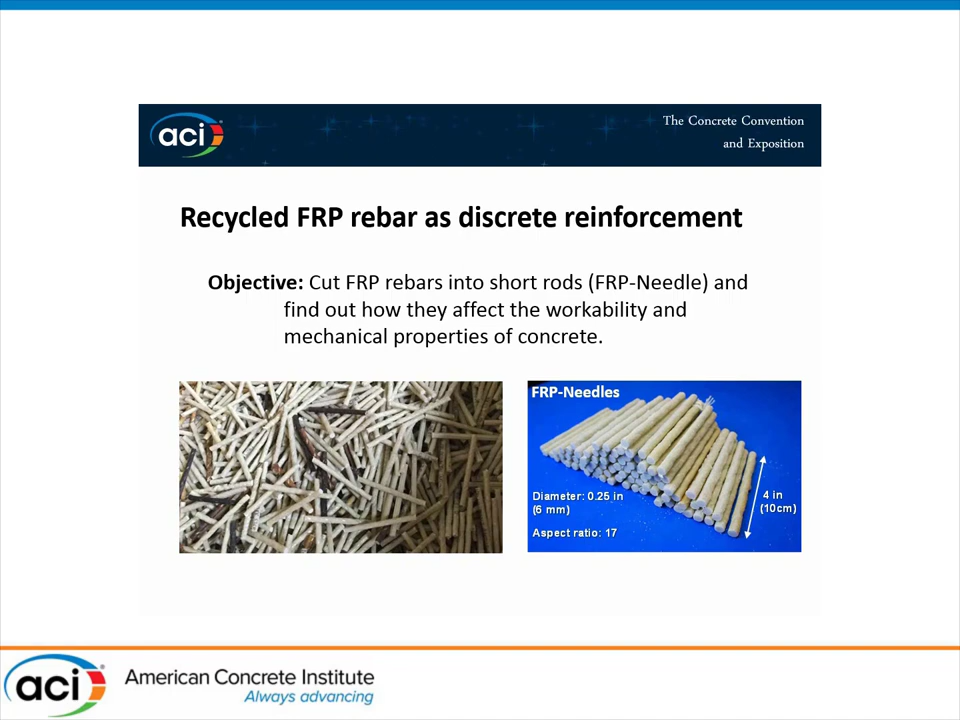 aci
The Concrete Convention
and Exposition
Recycled FRP rebar as discrete reinforcement
Objective: Cut FRP rebars into short rods (FRP-Needle) and
find out how they affect the workability and
mechanical properties of concrete.
FRP-Needles
Diameter: 0.25 in
(6 mm)
Aspect ratio: 17
4 in
(10cm)
aci
American Concrete Institute
Always advancing